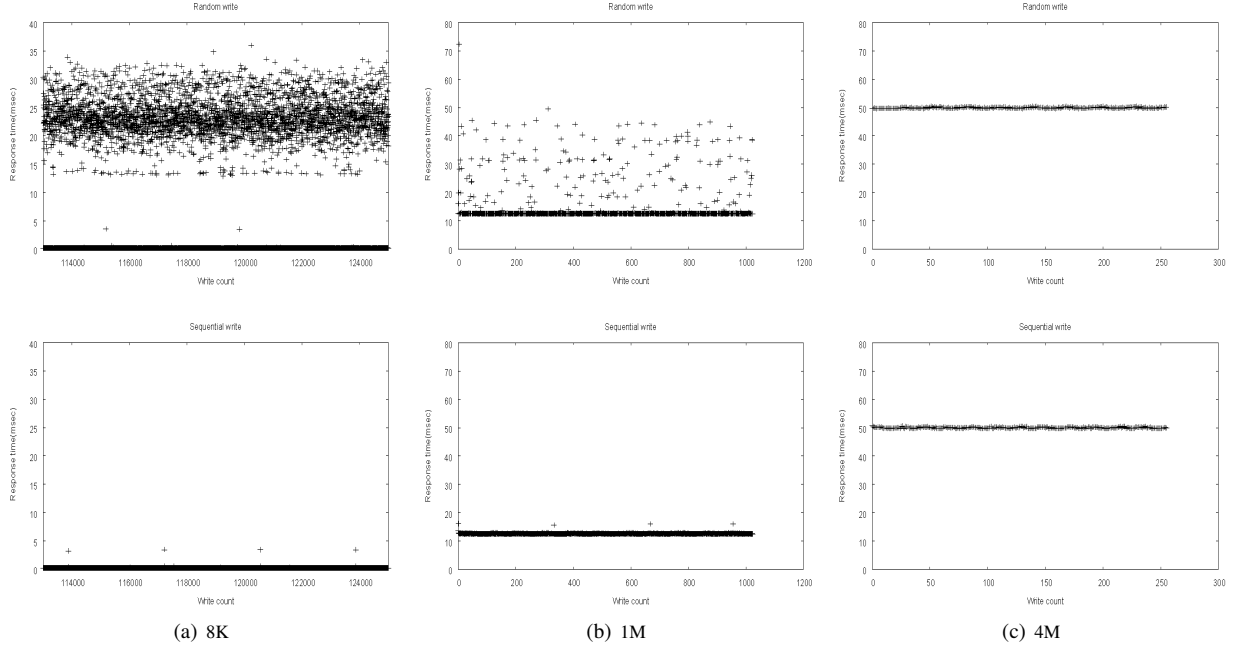 Random write
40
35
30
25
20
15
10
5
0
Response time(msec)
114000 116000 118000 120000 122000 124000
Write count
Random write
80
70
60
50
40
30
20
10
0
Response time(msec)
0 200 400 600 800 1000 1200
Write count
Random write
80
70
60
50
40
30
20
10
0
Response time(msec)
0 50 100 150 200 250 300
Write count
Sequential write
40
35
30
25
20
15
10
5
0
Response time(msec)
114000 116000 118000 120000 122000 124000
Write count
(a) 8K
Sequential write
80
70
60
50
40
30
20
10
0
Response time(msec)
0 200 400 600 800 1000 1200
Write count
(b) 1M
Sequential write
80
70
60
50
40
30
20
10
0
Response time(msec)
0 50 100 150 200 250 300
Write count
(c) 4M